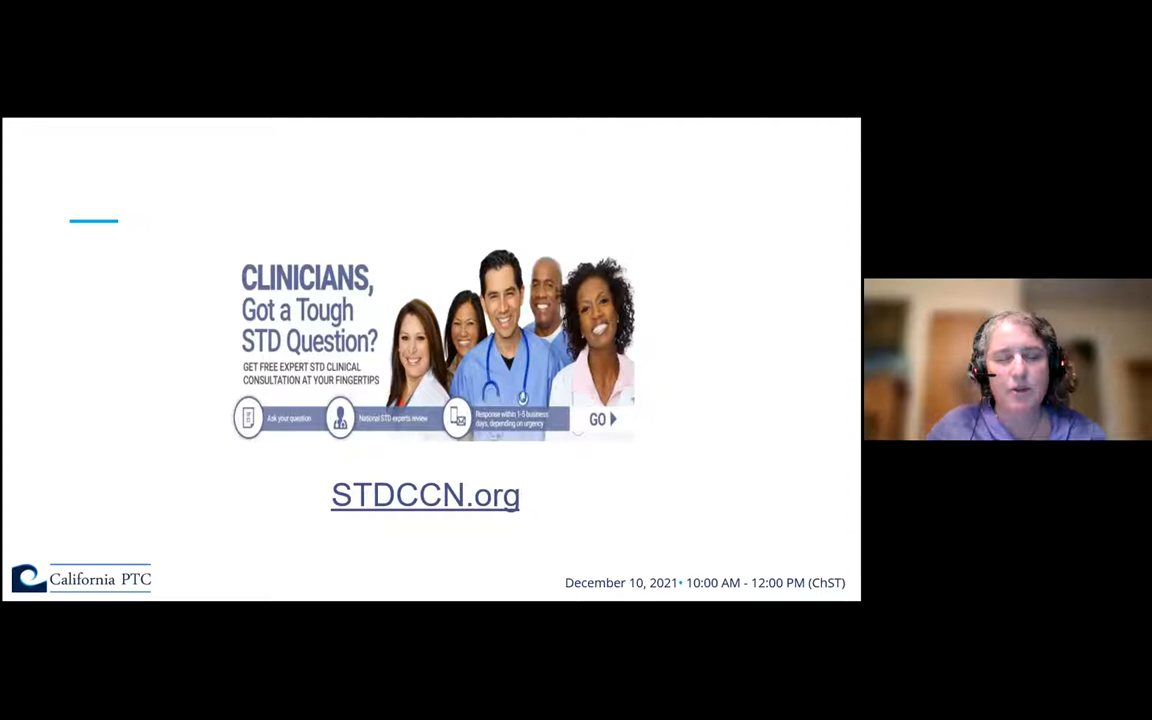 CLINICIANS,
Got a Tough
STD Question?
GET FREE EXPERT STD CLINICAL
CONSULTATION AT YOUR FINGERTIPS
Ask your question
National STD experts review
Response within 1-5 business
days, depending on urgency
GO
STDCCN.org
California PTC
December 10, 2021• 10:00 AM - 12:00 PM (ChST)